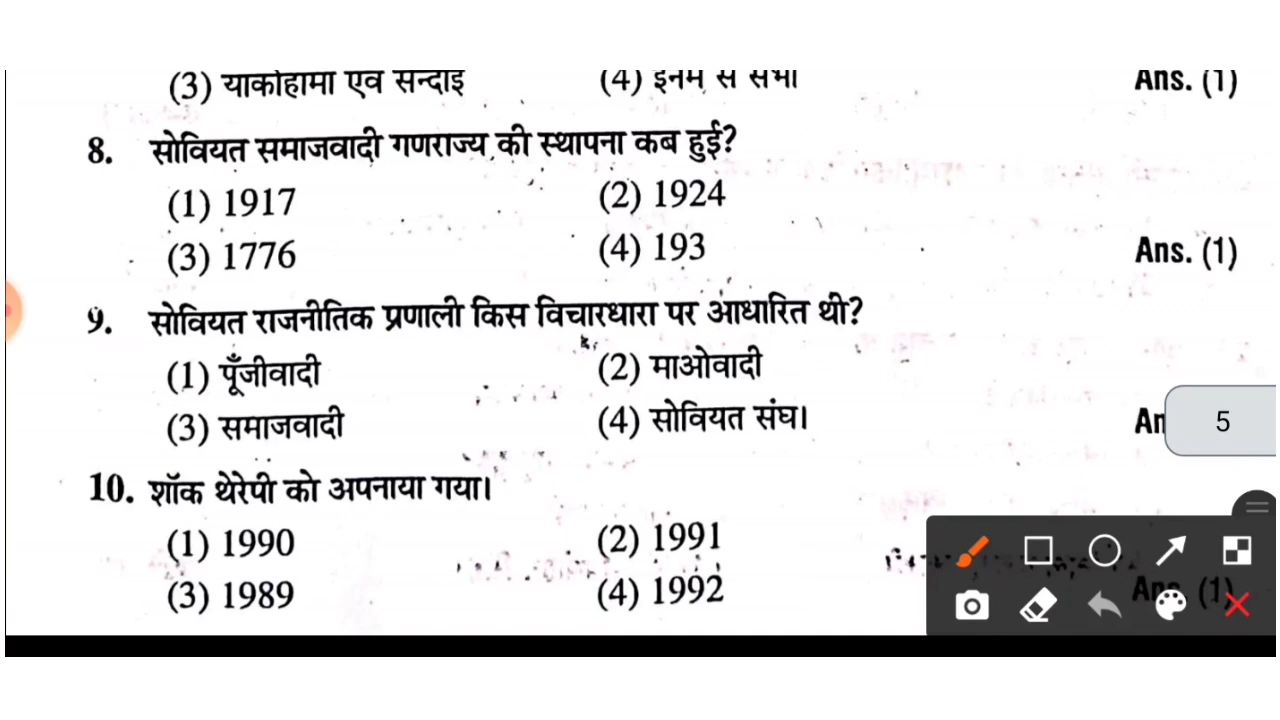 (3) याकोहामा एवं सन्दाई (4) इनमें से सभी Ans. (1)
8. सोवियत समाजवादी गणराज्य की स्थापना कब हुई?
(1) 1917 (2) 1924
(3) 1776 (4) 193 Ans. (1)
9. सोवियत राजनीतिक प्रणाली किस विचारधारा पर आधारित थी?
(1) पूँजीवादी (2) माओवादी
(3) समाजवादी (4) सोवियत संघ। An
5
10. शॉक थेरेपी को अपनाया गया।
(1) 1990 (2) 1991
(3) 1989 (4) 1992 Ans. (1)